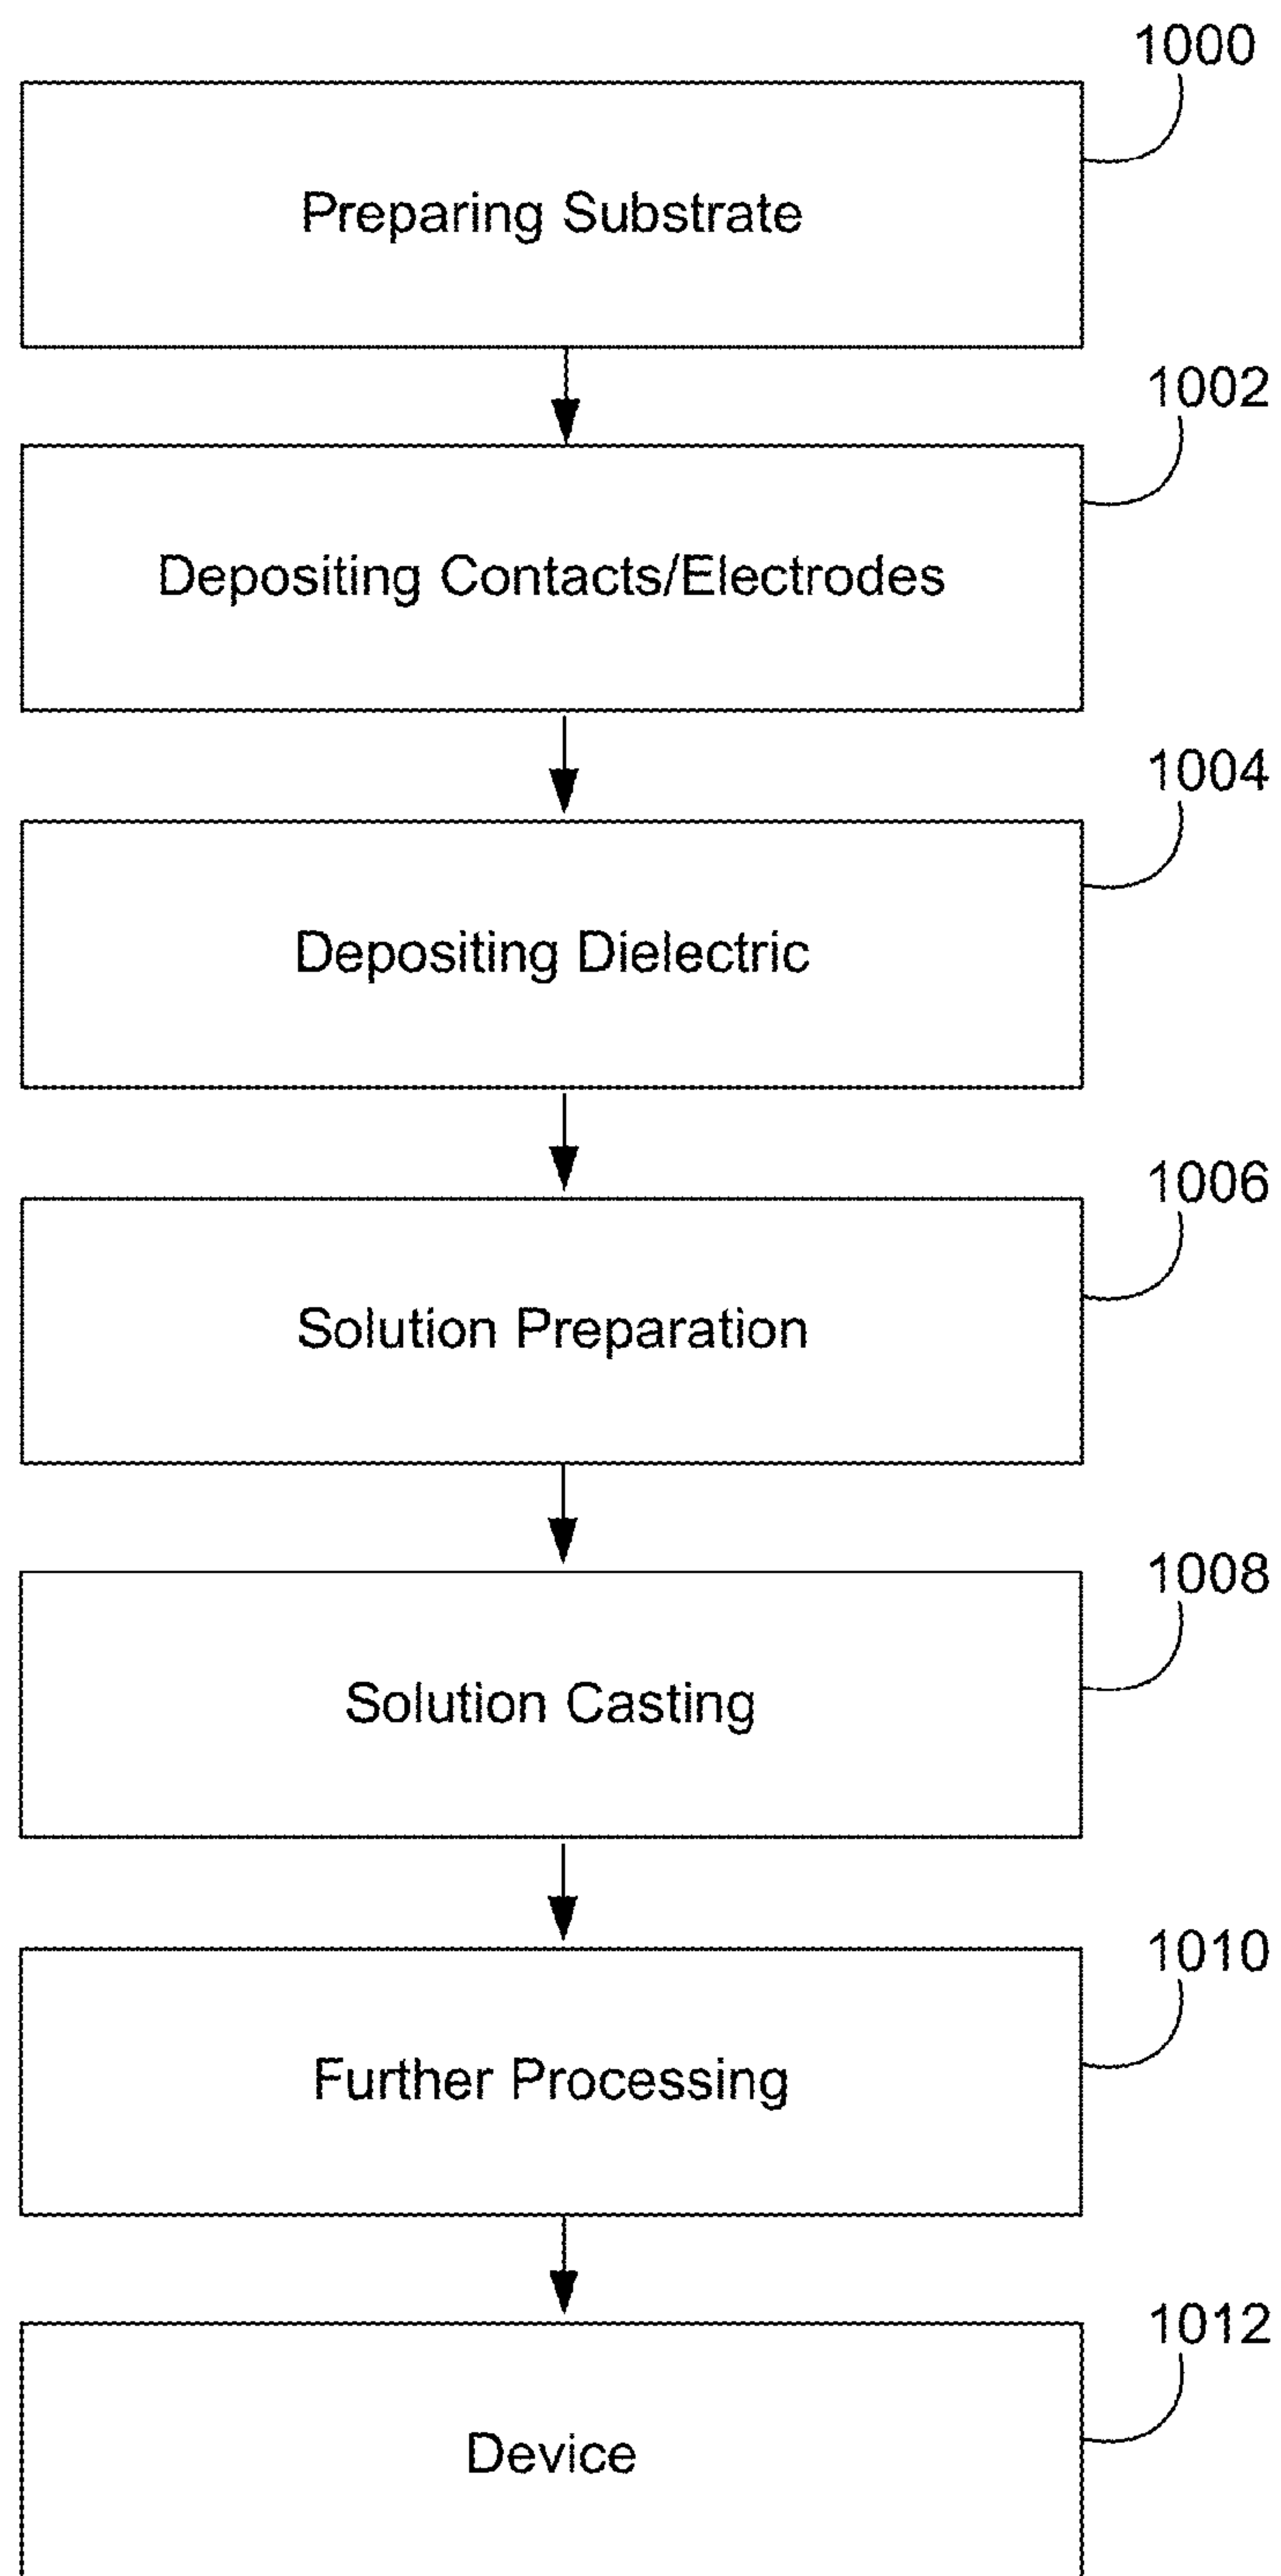 1000
Preparing Substrate
1002
Depositing Contacts/Electrodes
1004
Depositing Dielectric
1006
Solution Preparation
1008
Solution Casting
1010
Further Processing
1012
Device